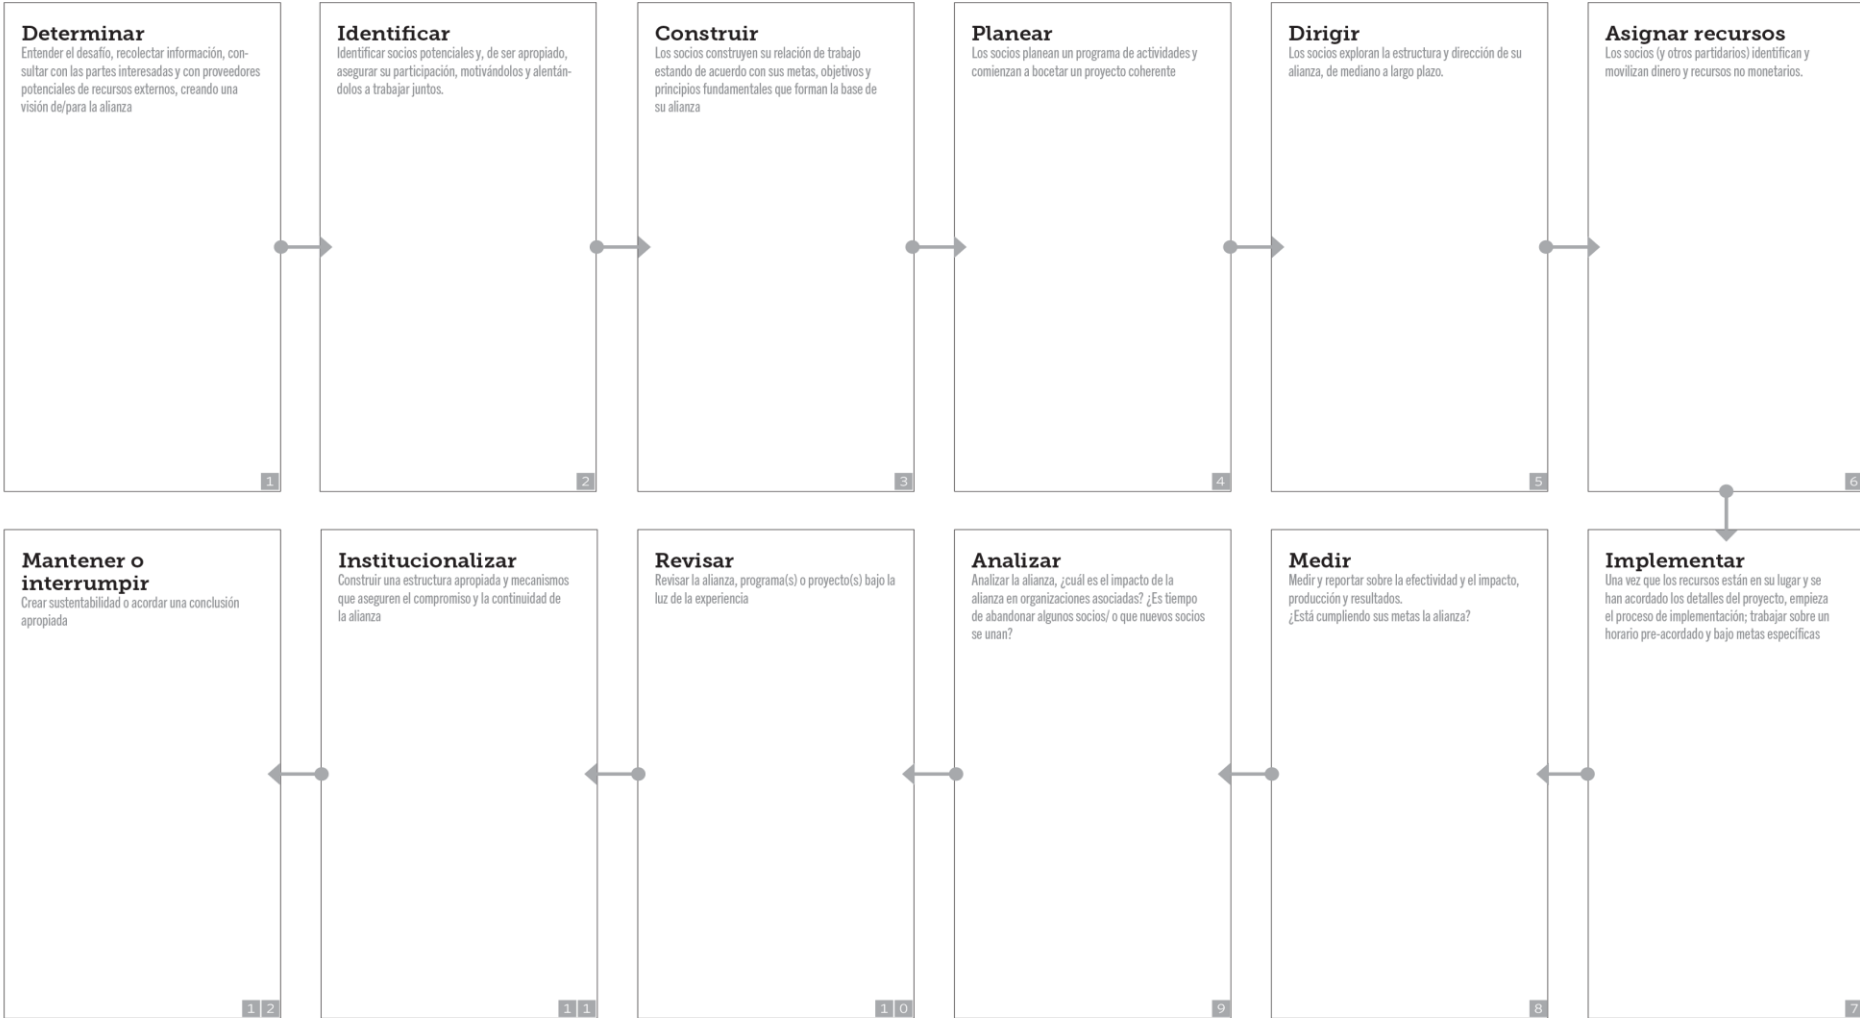 Determinar
Entender el desafío, recolectar información, con-
sultar con las partes interesadas y con proveedores
potenciales de recursos externos, creando una
visión de/para la alianza
1
Identificar
Identificar socios potenciales y, de ser apropiado,
asegurar su participación, motivándolos y alentán-
dolos a trabajar juntos.
2
Construir
Los socios construyen su relación de trabajo
estando de acuerdo con sus metas, objetivos y
principios fundamentales que forman la base de
su alianza
3
Planear
Los socios planean un programa de actividades y
comienzan a bocetar un proyecto coherente
4
Dirigir
Los socios exploran la estructura y dirección de su
alianza, de mediano a largo plazo.
5
Asignar recursos
Los socios (y otros partidarios) identifican y
movilizan dinero y recursos no monetarios.
6
Implementar
Una vez que los recursos están en su lugar y se
han acordado los detalles del proyecto, empieza
el proceso de implementación; trabajar sobre un
horario pre-acordado y bajo metas específicas
7
Medir
Medir y reportar sobre la efectividad y el impacto,
producción y resultados.
¿Está cumpliendo sus metas la alianza?
8
Analizar
Analizar la alianza, ¿cuál es el impacto de la
alianza en organizaciones asociadas? ¿Es tiempo
de abandonar algunos socios/ o que nuevos socios
se unan?
9
Revisar
Revisar la alianza, programa(s) o proyecto(s) bajo la
luz de la experiencia
10
Institucionalizar
Construir una estructura apropiada y mecanismos
que aseguren el compromiso y la continuidad de
la alianza
11
Mantener o
interrumpir
Crear sustentabilidad o acordar una conclusión
apropiada
12